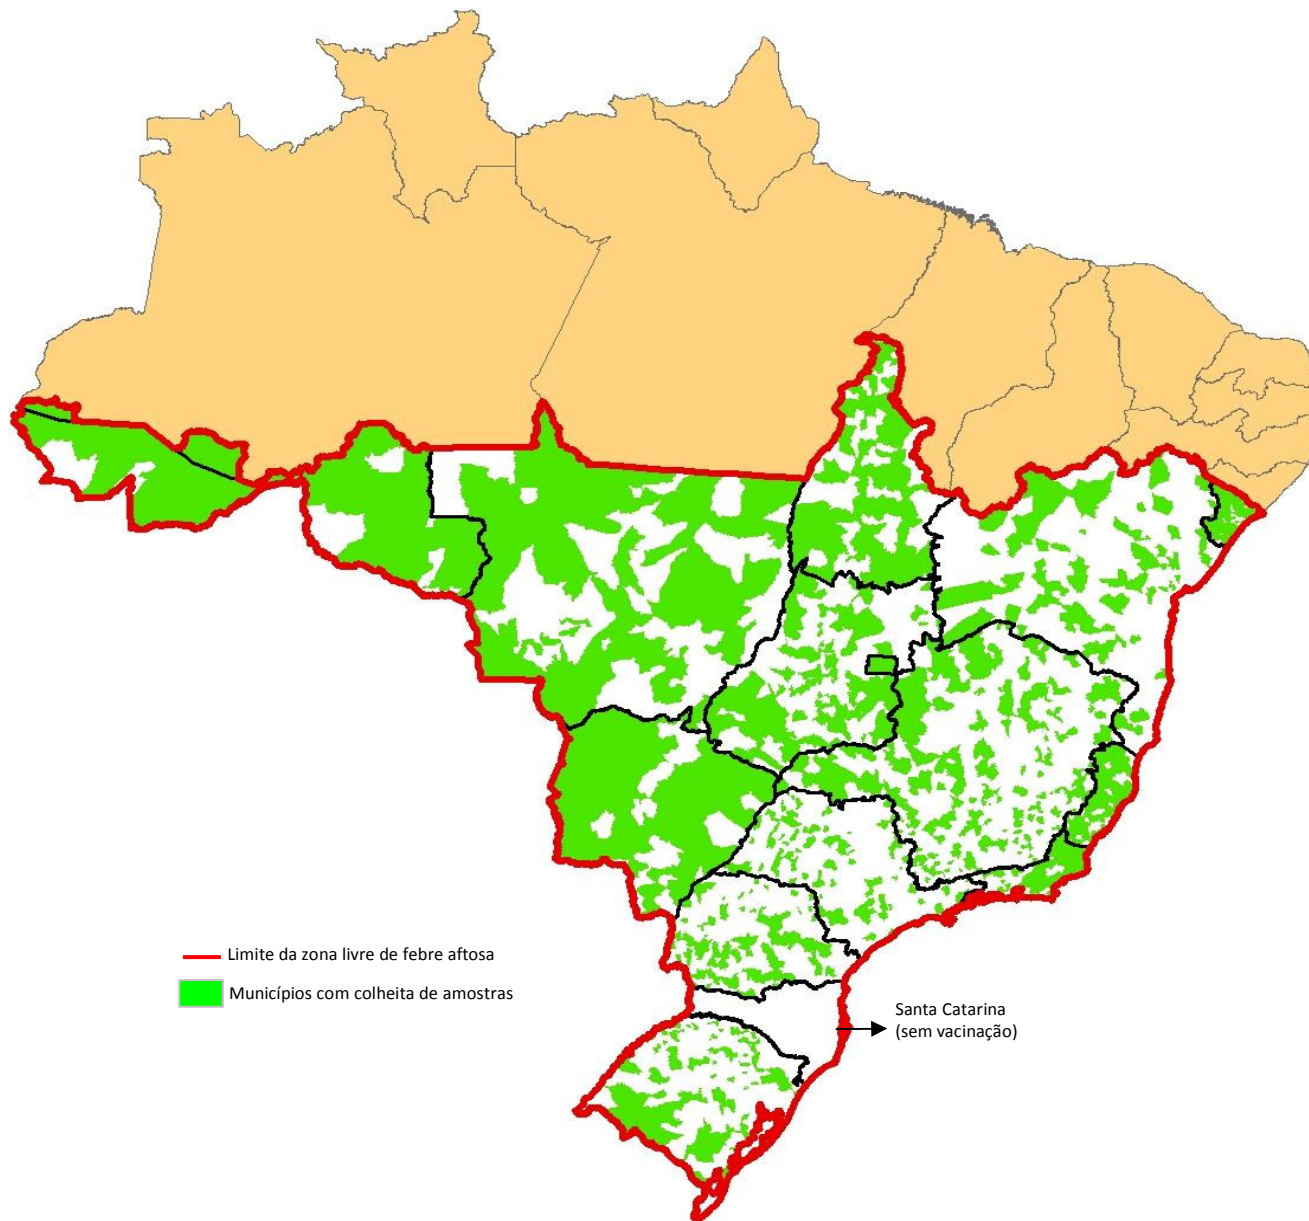 Limite da zona livre de febre aftosa
Municípios com colheita de amostras
Santa Catarina
(sem vacinação)